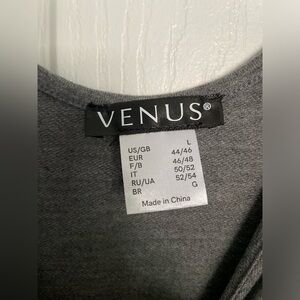 VENUS®
US/GB L
EUR 44/46
F/B 46/48
IT 50/52
RU/UA 52/54
BR G
Made in China